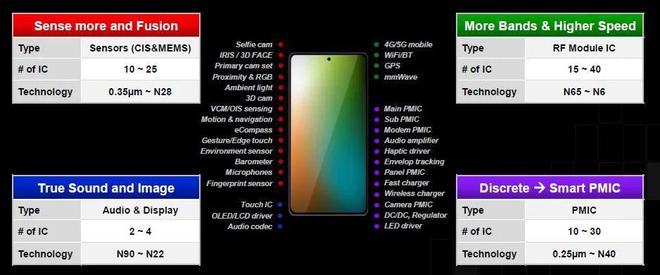 Sense more and Fusion
Type Sensors (CIS&MEMS)
# of IC 10 ~ 25
Technology 0.35μm ~ N28
True Sound and Image
Type Audio & Display
# of IC 2 ~ 4
Technology N90 ~ N22
Selfie cam
IRIS / 3D FACE
Primary cam set
Proximity & RGB
Ambient light
3D cam
VCM/OIS sensing
Motion & navigation
eCompass
Gesture/Edge touch
Environment sensor
Barometer
Microphones
Fingerprint sensor
Touch IC
OLED/LCD driver
Audio codec
4G/5G mobile
WiFi/BT
GPS
mmWave
Main PMIC
Sub PMIC
Modem PMIC
Audio amplifier
Haptic driver
Envelop tracking
Panel PMIC
Fast charger
Wireless charger
Camera PMIC
DC/DC, Regulator
LED driver
More Bands & Higher Speed
Type RF Module IC
# of IC 15 ~ 40
Technology N65 ~ N6
Discrete → Smart PMIC
Type PMIC
# of IC 10 ~ 30
Technology 0.25μm ~ N40